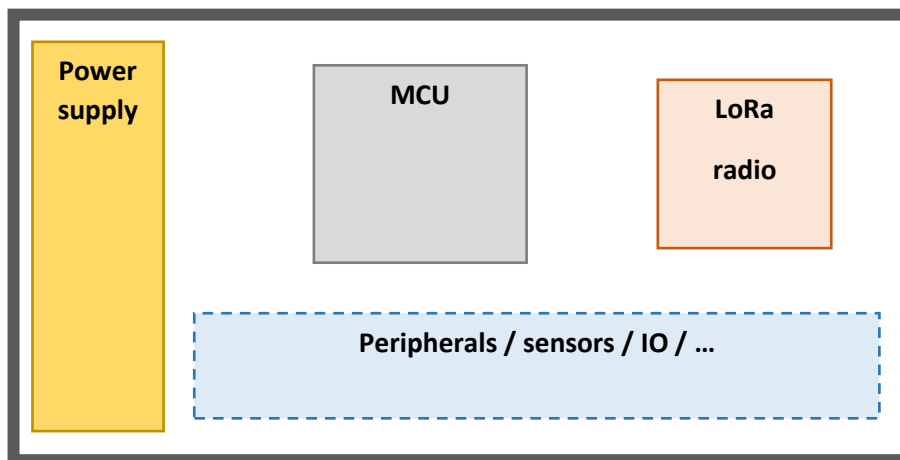 Power
supply
MCU
LoRa
radio
Peripherals / sensors / IO / …